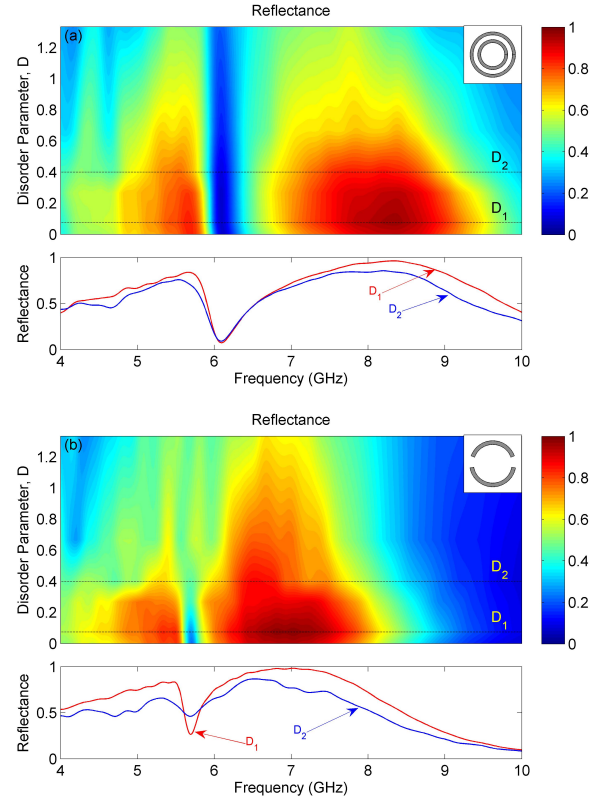 Reflectance
(a)
Disorder Parameter, D
1.2
1
0.8
0.6
0.4
0.2
0
D2
D1
1
0.8
0.6
0.4
0.2
0
Reflectance
1
0.5
0
D1
D2
4 5 6 7 8 9 10
Frequency (GHz)
Reflectance
(b)
Disorder Parameter, D
1.2
1
0.8
0.6
0.4
0.2
0
D2
D1
1
0.8
0.6
0.4
0.2
0
Reflectance
1
0.5
0
D1
D2
4 5 6 7 8 9 10
Frequency (GHz)